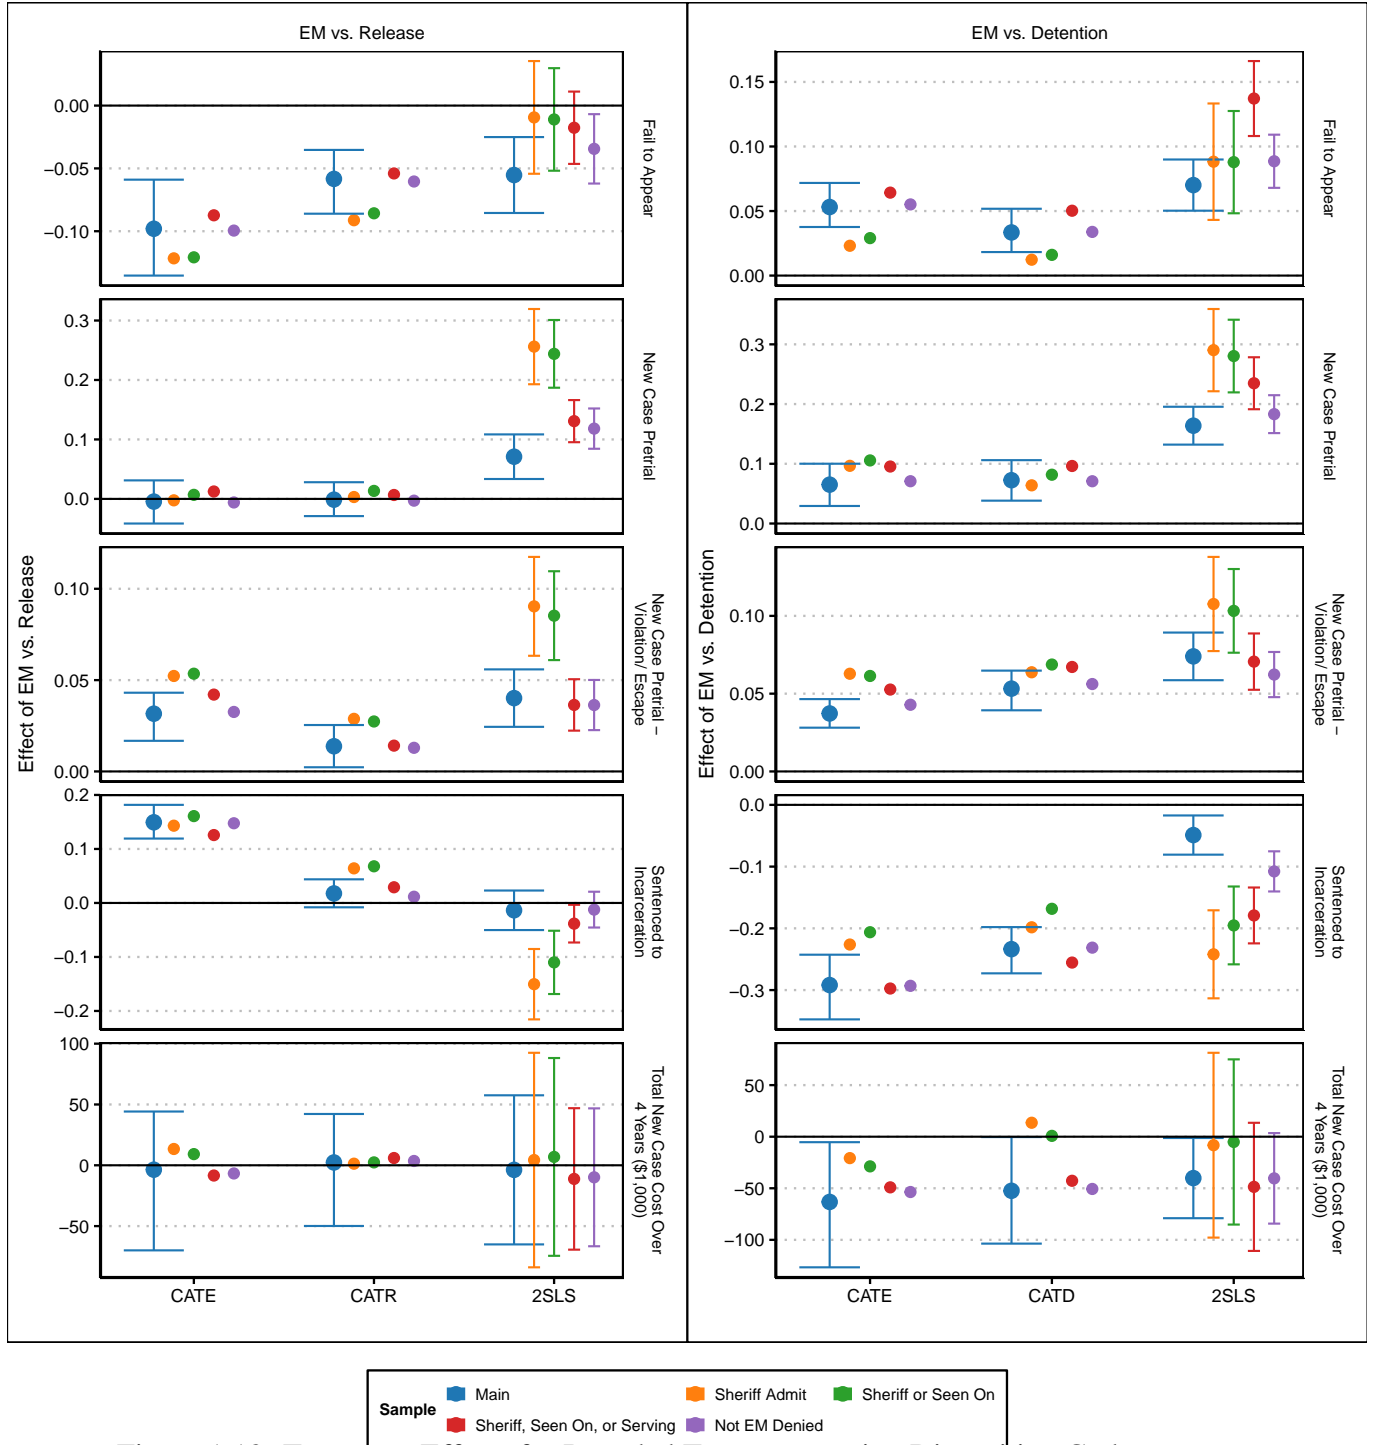 EM vs. Release
Effect of EM vs. Release
0.00
−0.05
−0.10
Fail to Appear
0.3
0.2
0.1
0.0
New Case Pretrial
0.10
0.05
0.00
New Case Pretrial −
Violation/ Escape
0.2
0.1
0.0
−0.1
−0.2
Sentenced to
Incarceration
100
50
0
−50
Total New Case Cost Over
4 Years ($1,000)
CATE CATR 2SLS
EM vs. Detention
Effect of EM vs. Detention
0.15
0.10
0.05
0.00
Fail to Appear
0.3
0.2
0.1
0.0
New Case Pretrial
0.10
0.05
0.00
New Case Pretrial −
Violation/ Escape
0.0
−0.1
−0.2
−0.3
Sentenced to
Incarceration
50
0
−50
−100
Total New Case Cost Over
4 Years ($1,000)
CATE CATD 2SLS
Sample
Main Sheriff Admit Sheriff or Seen On
Sheriff, Seen On, or Serving Not EM Denied